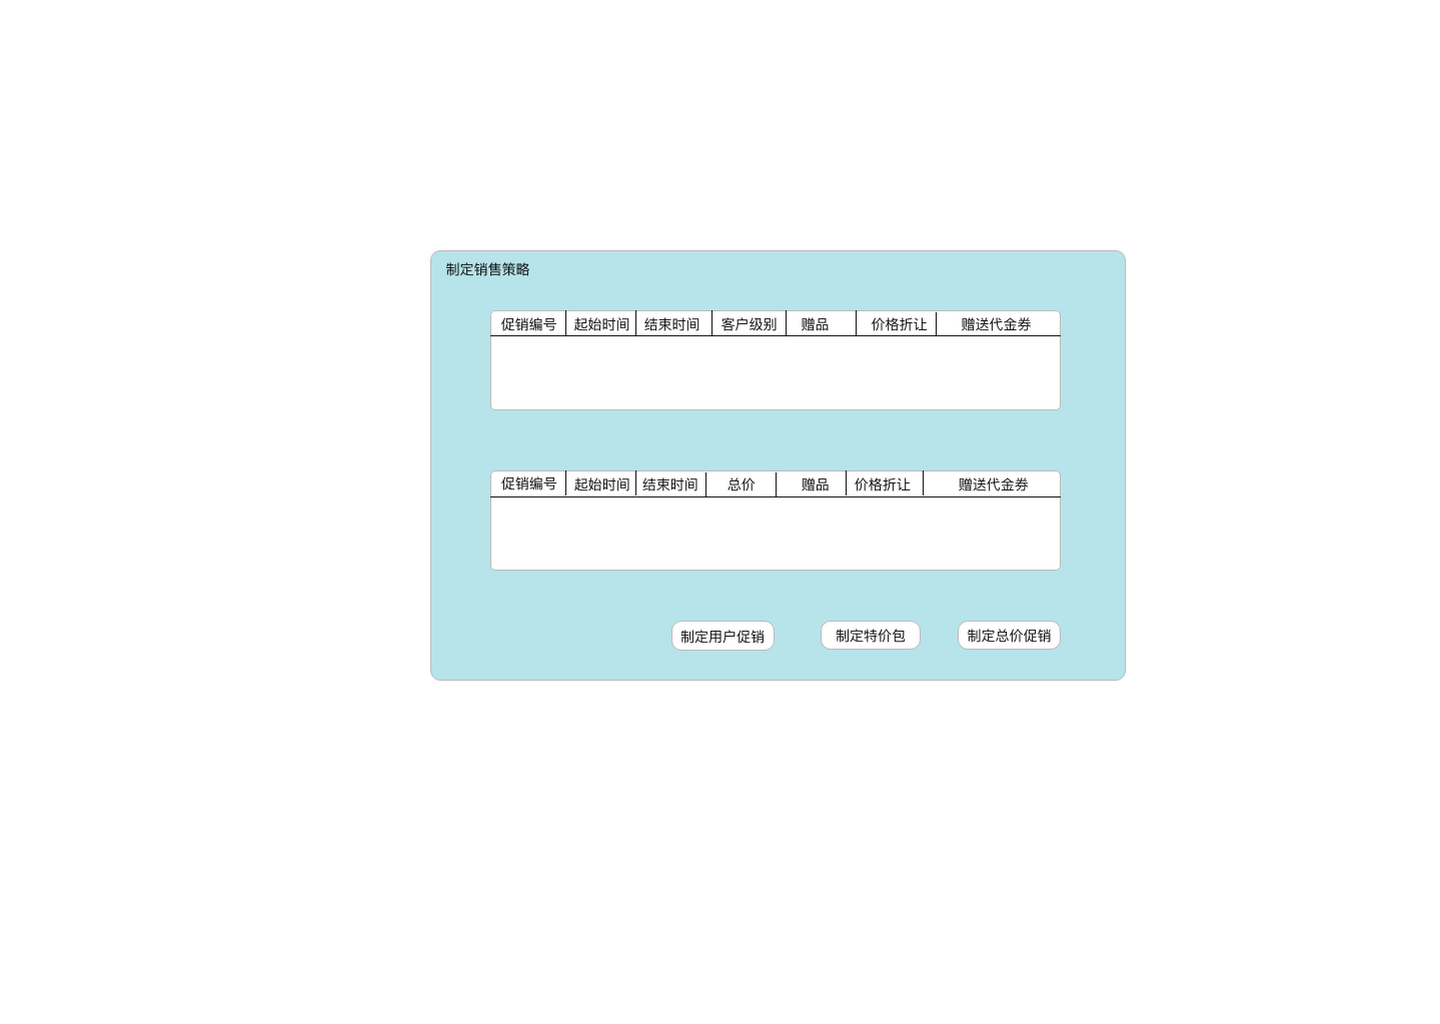 制定销售策略
促销编号 起始时间 结束时间 客户级别 赠品 价格折让 赠送代金券
促销编号 起始时间 结束时间 总价 赠品 价格折让 赠送代金券
制定用户促销 制定特价包 制定总价促销